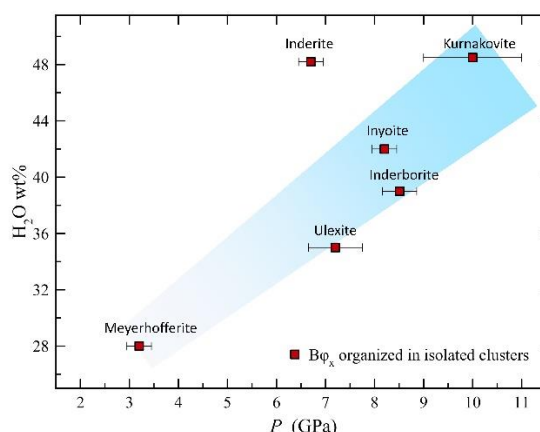 Inderite
Kurnakovite
48
44
Inyoite
H₂O wt%
40
Inderborite
36
Ulexite
32
Meyerhofferite
28
Bφₓ organized in isolated clusters
2 3 4 5 6 7 8 9 10 11
P (GPa)